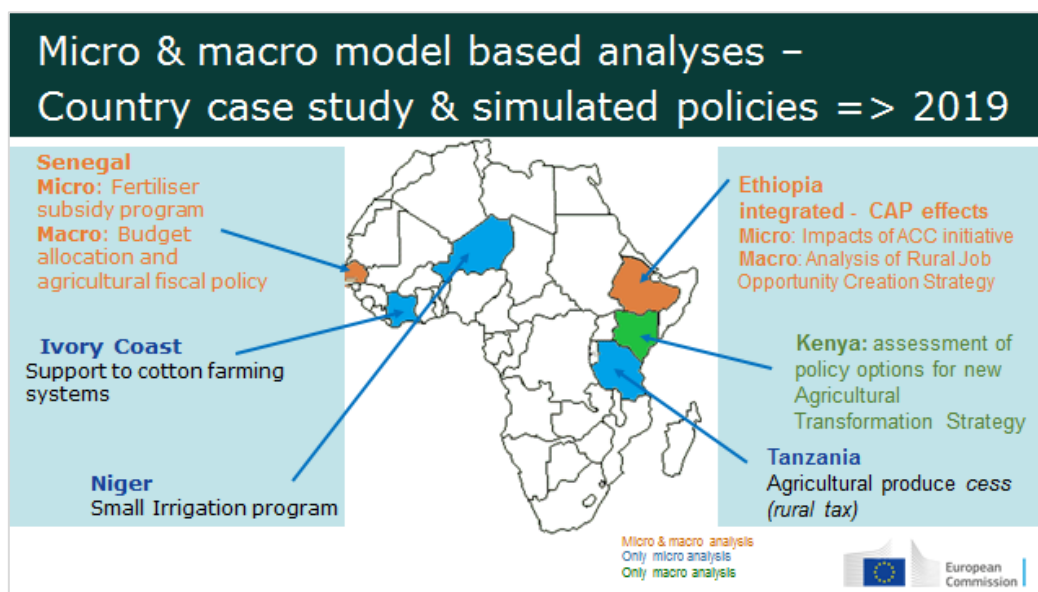 Micro & macro model based analyses –
Country case study & simulated policies => 2019
Senegal
Micro: Fertiliser
subsidy program
Macro: Budget
allocation and
agricultural fiscal policy
Ivory Coast
Support to cotton farming
systems
Niger
Small Irrigation program
Ethiopia
integrated - CAP effects
Micro: Impacts of ACC initiative
Macro: Analysis of Rural Job
Opportunity Creation Strategy
Kenya: assessment of
policy options for new
Agricultural
Transformation Strategy
Tanzania
Agricultural produce cess
(rural tax)
Micro & macro analysis
Only micro analysis
Only macro analysis
European
Commission